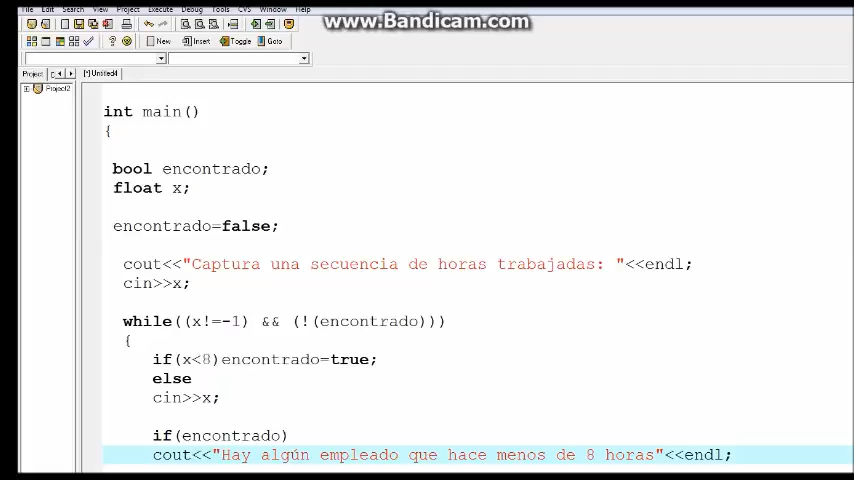 www.Bandicam.com
File Edit Search View Project Execute Debug Tools CVS Window Help
New Insert Toggle Goto
Project [*] Untitled4
Project2
int main()
{
bool encontrado;
float x;
encontrado=false;
cout<<"Captura una secuencia de horas trabajadas: "<<endl;
cin>>x;
while((x!=-1) && (!(encontrado)))
{
if(x<8)encontrado=true;
else
cin>>x;
if(encontrado)
cout<<"Hay algún empleado que hace menos de 8 horas"<<endl;